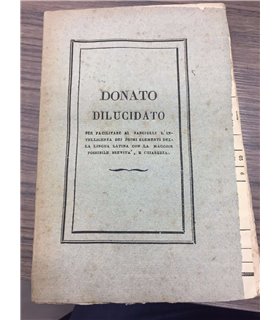 DONATO
DILUCIDATO
PER FACILITARE AI FANCIULLI L'IN-
TELLIGENZA DEI PRIMI ELEMENTI DEL-
LA LINGUA LATINA CON LA MAGGIOR
POSSIBILE BREVITA', E CHIAREZZA.